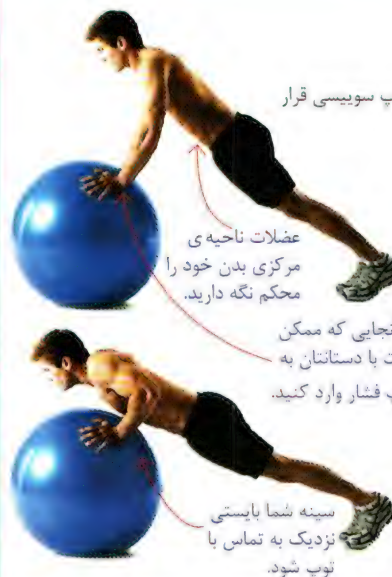 پ سوییسی قرار
عضلات ناحیه ی
مرکزی بدن خود را
محکم نگه دارید.
نجایی که ممکن
ت با دستانتان به
پ فشار وارد کنید.
سینه شما بایستی
نزدیک به تماس با
توپ شود.